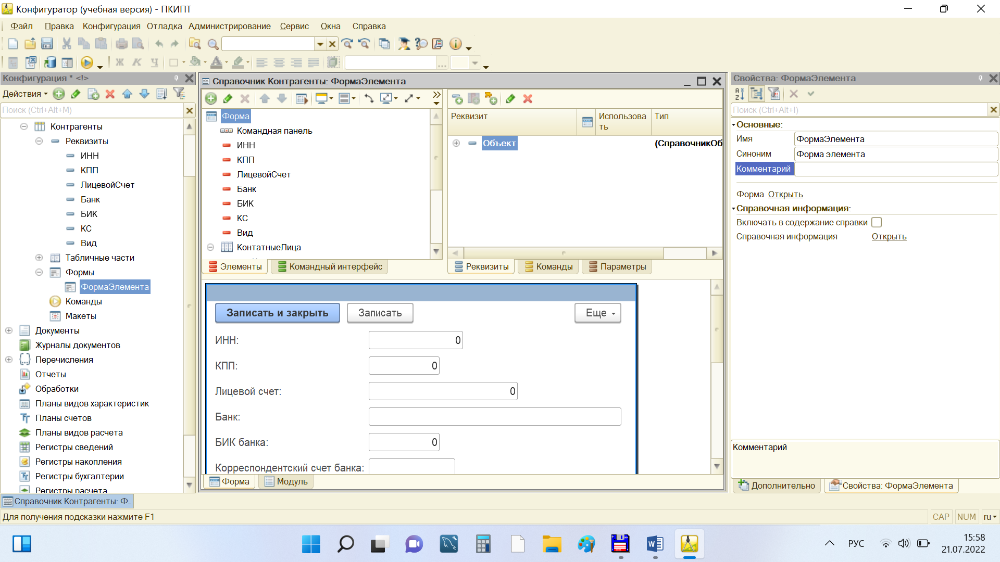 Конфигуратор (учебная версия) - ПКИПТ
Файл Правка Конфигурация Отладка Администрирование Сервис Окна Справка
Ж К Ч
Конфигурация * <!>
Действия
Поиск (Ctrl+Alt+M)
Контрагенты
Реквизиты
ИНН
КПП
ЛицевойСчет
Банк
БИК
КС
Вид
Табличные части
Формы
ФормаЭлемента
Команды
Макеты
Документы
Журналы документов
Перечисления
Отчеты
Обработки
Планы видов характеристик
Планы счетов
Планы видов расчета
Регистры сведений
Регистры накопления
Регистры бухгалтерии
Регистры расчета
Справочник Контрагенты: ФормаЭлемента
Форма
Командная панель
ИНН
КПП
ЛицевойСчет
Банк
БИК
КС
Вид
КонтатныеЛица
Элементы Командный интерфейс
Реквизит Использова
ть Тип
Объект (СправочникОб
Реквизиты Команды Параметры
Записать и закрыть Записать Еще
ИНН: 0
КПП: 0
Лицевой счет: 0
Банк:
БИК банка: 0
Корреспондентский счет банка:
Форма Модуль
Свойства: ФормаЭлемента
Поиск (Ctrl+Alt+I)
Основные:
Имя ФормаЭлемента
Синоним Форма элемента
Комментарий
Форма Открыть
Справочная информация:
Включать в содержание справки
Справочная информация Открыть
Комментарий
Дополнительно Свойства: ФормаЭлемента
Справочник Контрагенты: Ф...
Для получения подсказки нажмите F1 CAP NUM ru
РУС 15:58
21.07.2022